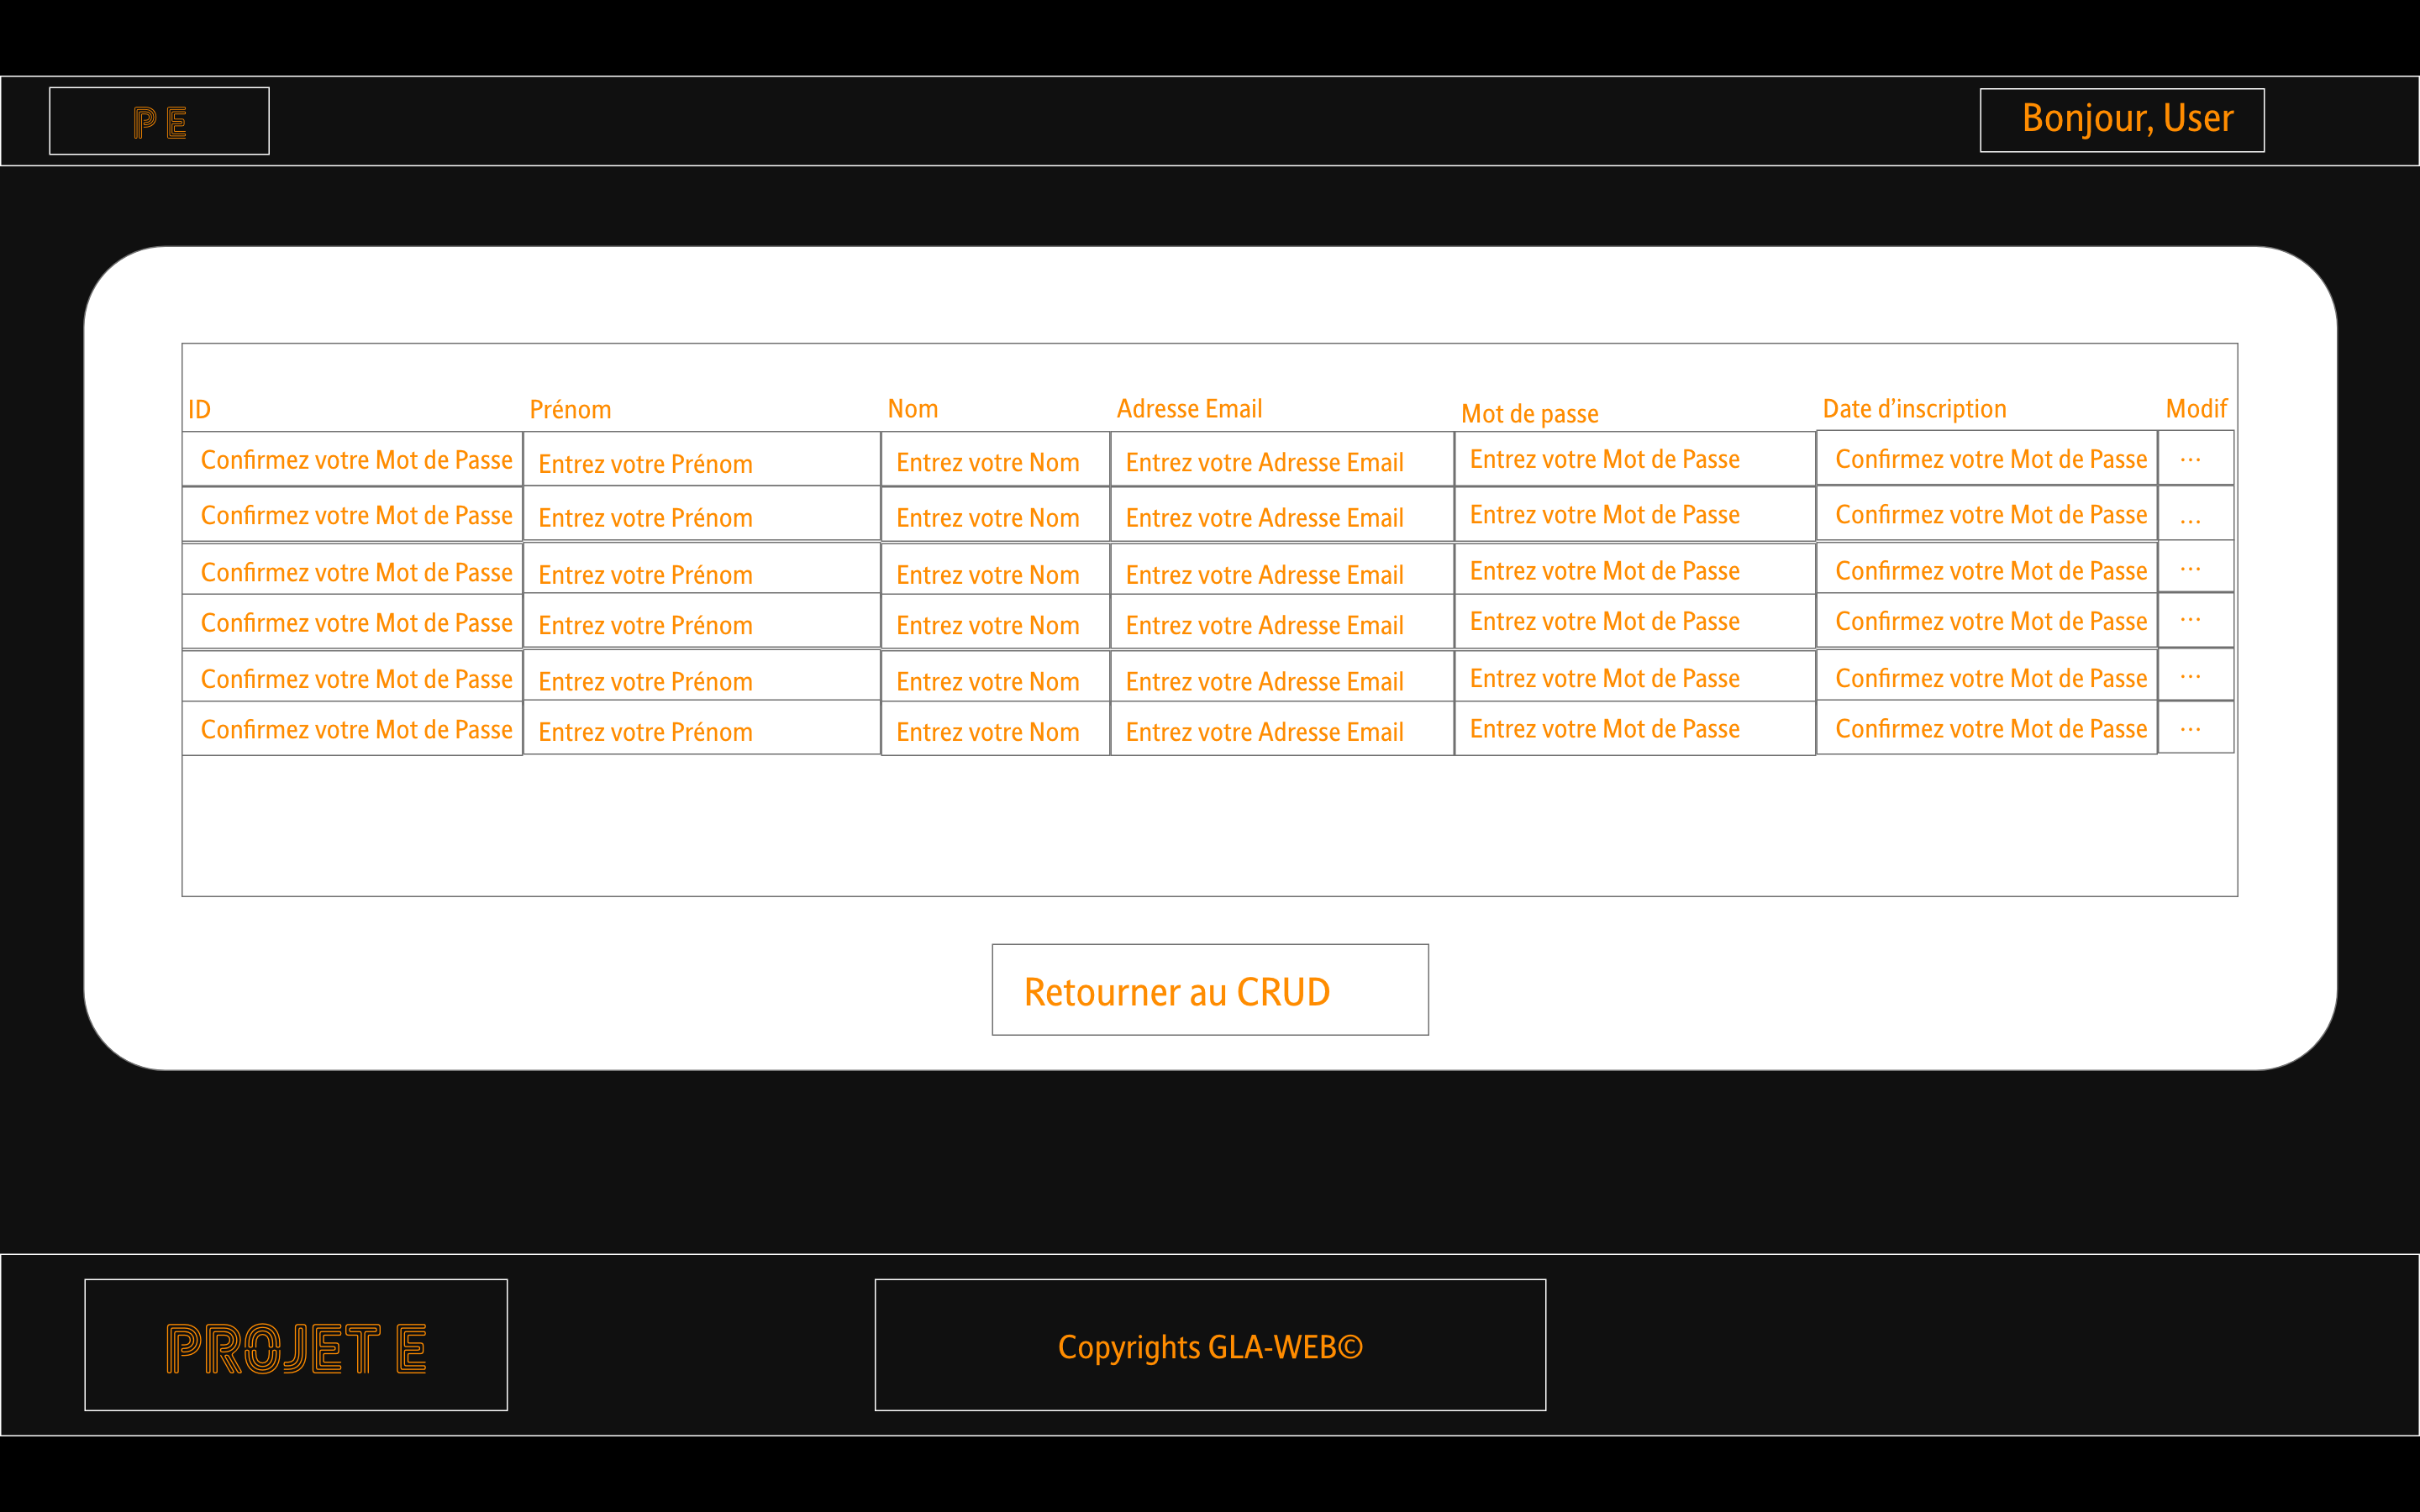 P E
Bonjour, User
ID Prénom Nom Adresse Email Mot de passe Date d’inscription Modif
Confirmez votre Mot de Passe Entrez votre Prénom Entrez votre Nom Entrez votre Adresse Email Entrez votre Mot de Passe Confirmez votre Mot de Passe ...
Confirmez votre Mot de Passe Entrez votre Prénom Entrez votre Nom Entrez votre Adresse Email Entrez votre Mot de Passe Confirmez votre Mot de Passe ...
Confirmez votre Mot de Passe Entrez votre Prénom Entrez votre Nom Entrez votre Adresse Email Entrez votre Mot de Passe Confirmez votre Mot de Passe ...
Confirmez votre Mot de Passe Entrez votre Prénom Entrez votre Nom Entrez votre Adresse Email Entrez votre Mot de Passe Confirmez votre Mot de Passe ...
Confirmez votre Mot de Passe Entrez votre Prénom Entrez votre Nom Entrez votre Adresse Email Entrez votre Mot de Passe Confirmez votre Mot de Passe ...
Confirmez votre Mot de Passe Entrez votre Prénom Entrez votre Nom Entrez votre Adresse Email Entrez votre Mot de Passe Confirmez votre Mot de Passe ...
Retourner au CRUD
PROJET E
Copyrights GLA-WEB©